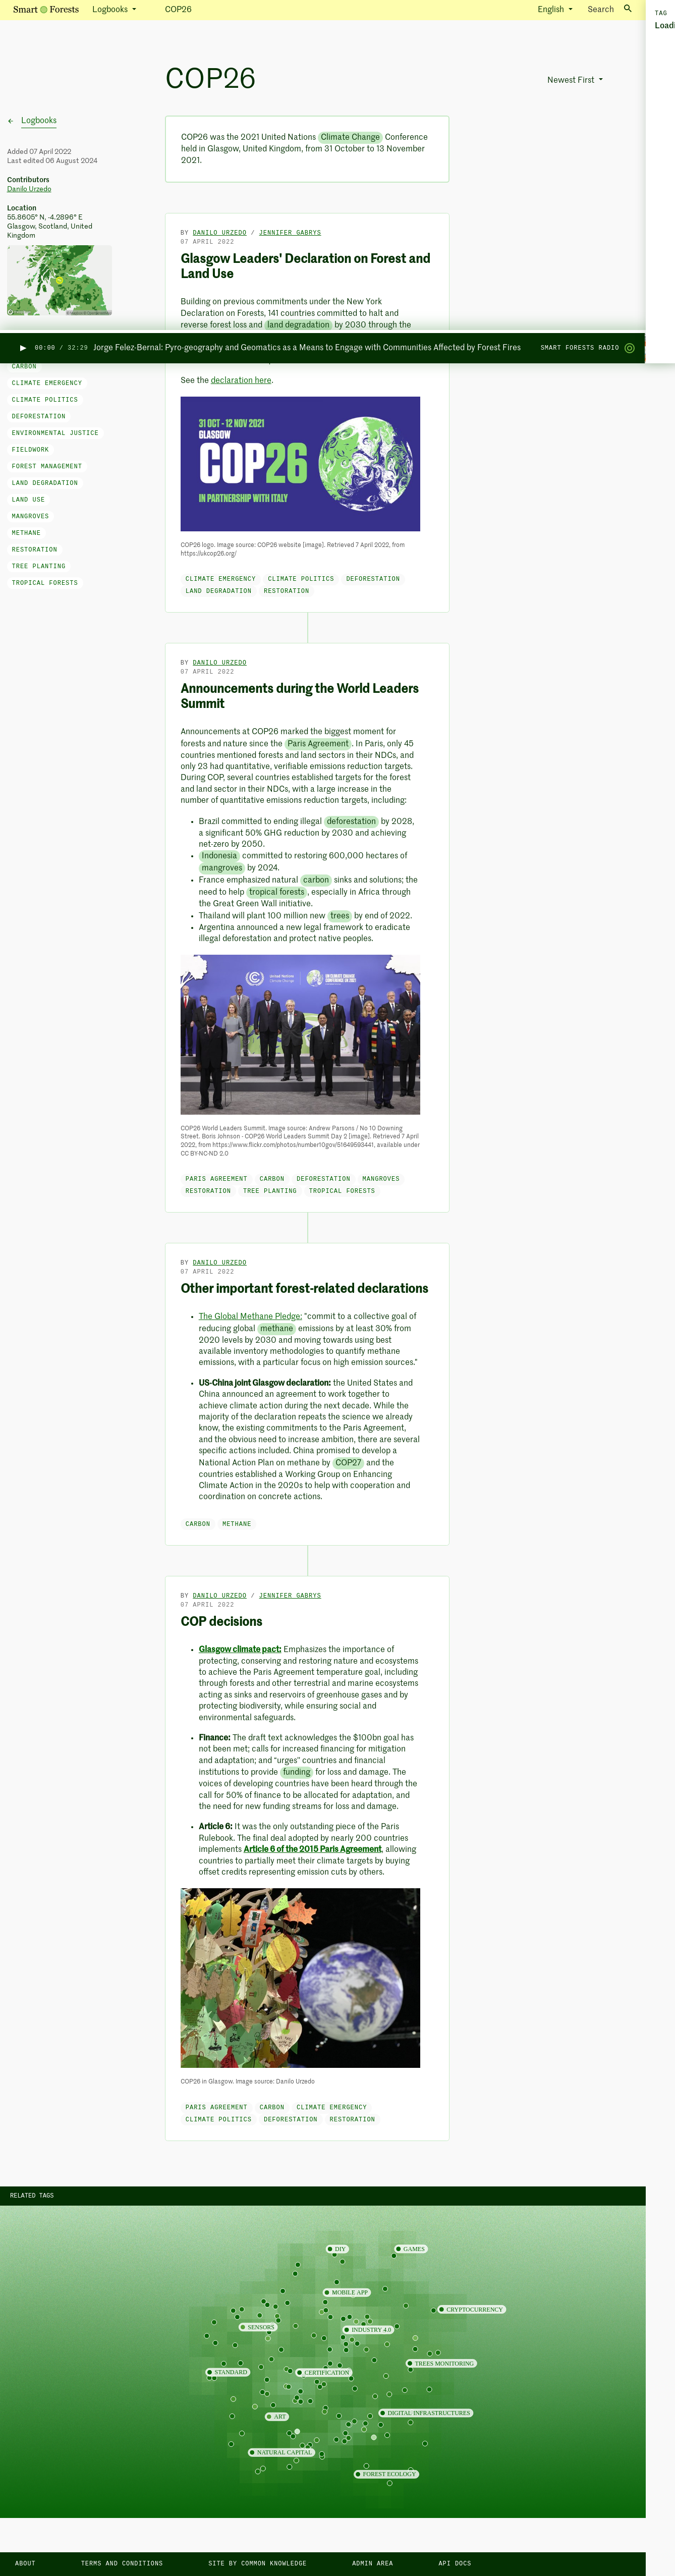 Smart Forests
Logbooks
COP26
English
Search
TAG
Loadi
COP26
Newest First
Logbooks
Added 07 April 2022
Last edited 06 August 2024
Contributors
Danilo Urzedo
Location
55.8605° N, -4.2896° E
Glasgow, Scotland, United
Kingdom
CARBON
CLIMATE EMERGENCY
CLIMATE POLITICS
DEFORESTATION
ENVIRONMENTAL JUSTICE
FIELDWORK
FOREST MANAGEMENT
LAND DEGRADATION
LAND USE
MANGROVES
METHANE
RESTORATION
TREE PLANTING
TROPICAL FORESTS
COP26 was the 2021 United Nations Climate Change Conference
held in Glasgow, United Kingdom, from 31 October to 13 November
2021.
BY DANILO URZEDO / JENNIFER GABRYS
07 APRIL 2022
Glasgow Leaders' Declaration on Forest and
Land Use
Building on previous commitments under the New York
Declaration on Forests, 141 countries committed to halt and
reverse forest loss and land degradation by 2030 through the
00:00 / 32:29 Jorge Felez-Bernal: Pyro-geography and Geomatics as a Means to Engage with Communities Affected by Forest Fires
SMART FORESTS RADIO
See the declaration here.
31 OCT - 12 NOV 2021
GLASGOW
COP26
IN PARTNERSHIP WITH ITALY
COP26 logo. Image source: COP26 website [image]. Retrieved 7 April 2022, from
https://ukcop26.org/
CLIMATE EMERGENCY CLIMATE POLITICS DEFORESTATION
LAND DEGRADATION RESTORATION
BY DANILO URZEDO
07 APRIL 2022
Announcements during the World Leaders
Summit
Announcements at COP26 marked the biggest moment for
forests and nature since the Paris Agreement. In Paris, only 45
countries mentioned forests and land sectors in their NDCs, and
only 23 had quantitative, verifiable emissions reduction targets.
During COP, several countries established targets for the forest
and land sector in their NDCs, with a large increase in the
number of quantitative emissions reduction targets, including:
Brazil committed to ending illegal deforestation by 2028,
a significant 50% GHG reduction by 2030 and achieving
net-zero by 2050.
Indonesia committed to restoring 600,000 hectares of
mangroves by 2024.
France emphasized natural carbon sinks and solutions; the
need to help tropical forests, especially in Africa through
the Great Green Wall initiative.
Thailand will plant 100 million new trees by end of 2022.
Argentina announced a new legal framework to eradicate
illegal deforestation and protect native peoples.
COP26 World Leaders Summit. Image source: Andrew Parsons / No 10 Downing
Street. Boris Johnson - COP26 World Leaders Summit Day 2 [image]. Retrieved 7 April
2022, from https://www.flickr.com/photos/number10gov/51649593441, available under
CC BY-NC-ND 2.0
PARIS AGREEMENT CARBON DEFORESTATION MANGROVES
RESTORATION TREE PLANTING TROPICAL FORESTS
BY DANILO URZEDO
07 APRIL 2022
Other important forest-related declarations
The Global Methane Pledge: "commit to a collective goal of
reducing global methane emissions by at least 30% from
2020 levels by 2030 and moving towards using best
available inventory methodologies to quantify methane
emissions, with a particular focus on high emission sources."
US-China joint Glasgow declaration: the United States and
China announced an agreement to work together to
achieve climate action during the next decade. While the
majority of the declaration repeats the science we already
know, the existing commitments to the Paris Agreement,
and the obvious need to increase ambition, there are several
specific actions included. China promised to develop a
National Action Plan on methane by COP27 and the
countries established a Working Group on Enhancing
Climate Action in the 2020s to help with cooperation and
coordination on concrete actions.
CARBON METHANE
BY DANILO URZEDO / JENNIFER GABRYS
07 APRIL 2022
COP decisions
Glasgow climate pact: Emphasizes the importance of
protecting, conserving and restoring nature and ecosystems
to achieve the Paris Agreement temperature goal, including
through forests and other terrestrial and marine ecosystems
acting as sinks and reservoirs of greenhouse gases and by
protecting biodiversity, while ensuring social and
environmental safeguards.
Finance: The draft text acknowledges the $100bn goal has
not been met; calls for increased financing for mitigation
and adaptation; and "urges" countries and financial
institutions to provide funding for loss and damage. The
voices of developing countries have been heard through the
call for 50% of finance to be allocated for adaptation, and
the need for new funding streams for loss and damage.
Article 6: It was the only outstanding piece of the Paris
Rulebook. The final deal adopted by nearly 200 countries
implements Article 6 of the 2015 Paris Agreement, allowing
countries to partially meet their climate targets by buying
offset credits representing emission cuts by others.
COP26 in Glasgow. Image source: Danilo Urzedo
PARIS AGREEMENT CARBON CLIMATE EMERGENCY
CLIMATE POLITICS DEFORESTATION RESTORATION
RELATED TAGS
DIY
GAMES
MOBILE APP
CRYPTOCURRENCY
SENSORS
INDUSTRY 4.0
TREES MONITORING
STANDARD
CERTIFICATION
ART
DIGITAL INFRASTRUCTURES
NATURAL CAPITAL
FOREST ECOLOGY
ABOUT
TERMS AND CONDITIONS
SITE BY COMMON KNOWLEDGE
ADMIN AREA
API DOCS